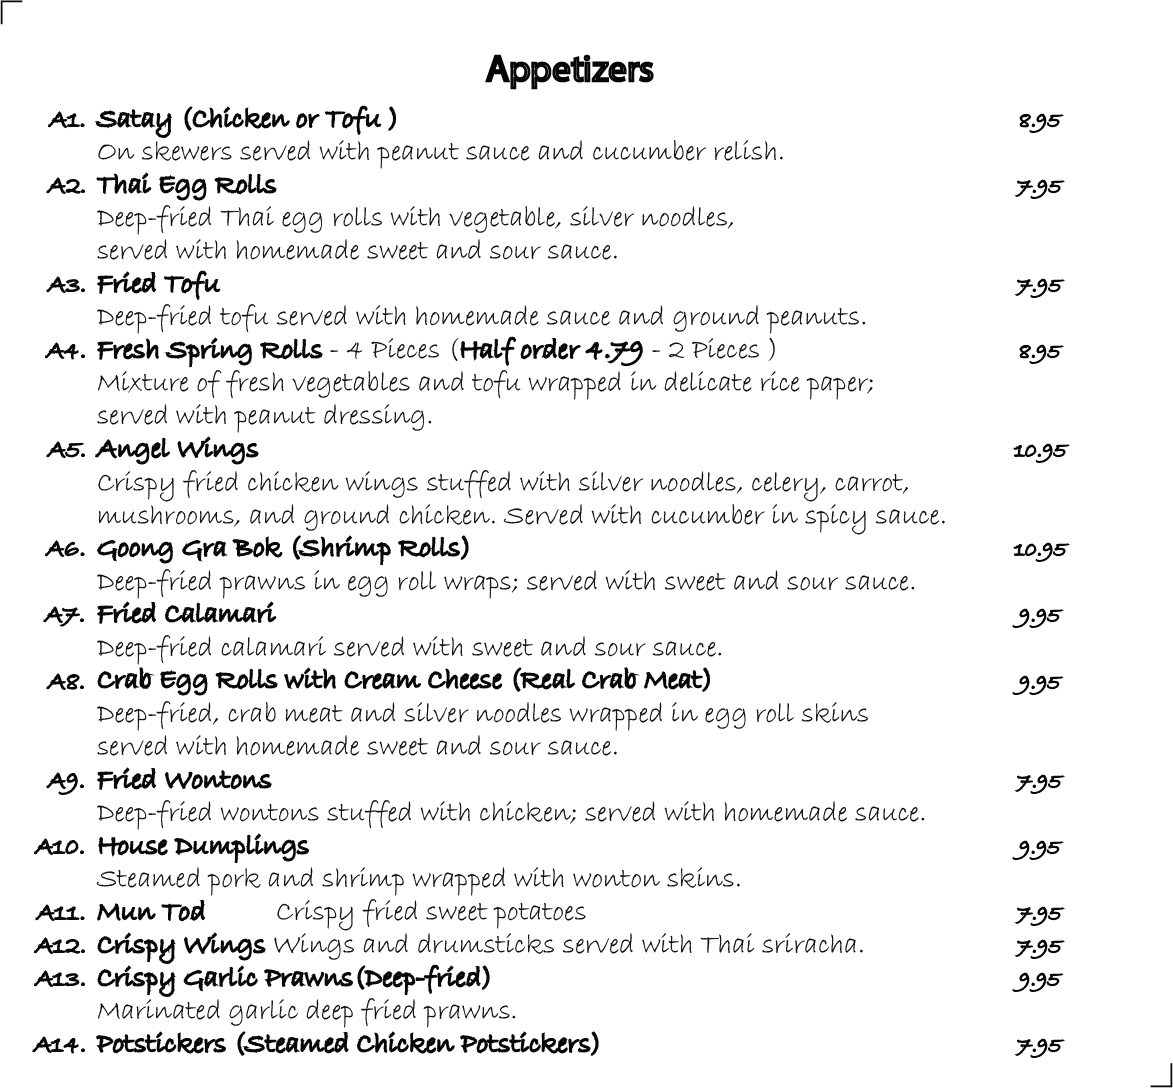 Appetizers
A1. Satay (Chicken or Tofu ) 8.95
On skewers served with peanut sauce and cucumber relish.
A2. Thai Egg Rolls 7.95
Deep-fried Thai egg rolls with vegetable, silver noodles,
served with homemade sweet and sour sauce.
A3. Fried Tofu 7.95
Deep-fried tofu served with homemade sauce and ground peanuts.
A4. Fresh Spring Rolls - 4 Pieces (Half order 4.79 - 2 Pieces ) 8.95
Mixture of fresh vegetables and tofu wrapped in delicate rice paper;
served with peanut dressing.
A5. Angel Wings 10.95
Crispy fried chicken wings stuffed with silver noodles, celery, carrot,
mushrooms, and ground chicken. Served with cucumber in spicy sauce.
A6. Goong Gra Bok (Shrimp Rolls) 10.95
Deep-fried prawns in egg roll wraps; served with sweet and sour sauce.
A7. Fried Calamari 9.95
Deep-fried calamari served with sweet and sour sauce.
A8. Crab Egg Rolls with Cream Cheese (Real Crab Meat) 9.95
Deep-fried, crab meat and silver noodles wrapped in egg roll skins
served with homemade sweet and sour sauce.
A9. Fried Wontons 7.95
Deep-fried wontons stuffed with chicken; served with homemade sauce.
A10. House Dumplings 9.95
Steamed pork and shrimp wrapped with wonton skins.
A11. Mun Tod Crispy fried sweet potatoes 7.95
A12. Crispy Wings Wings and drumsticks served with Thai sriracha. 7.95
A13. Crispy Garlic Prawns (Deep-fried) 9.95
Marinated garlic deep fried prawns.
A14. Potstickers (Steamed Chicken Potstickers) 7.95